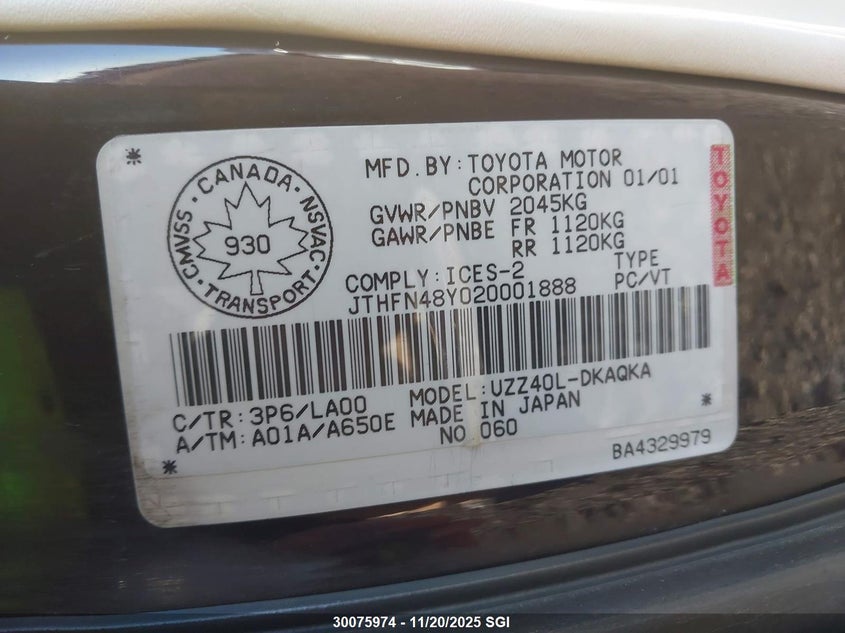 MFD. BY: TOYOTA MOTOR
CORPORATION 01/01
GVWR/PNBV 2045KG
GAWR/PNBE FR 1120KG
RR 1120KG
COMPLY: ICES-2 TYPE
JTHFN48Y020001888 PC/VT
CANADA · NSVAC · TRANSPORT · CMVSS ·
930
TOYOTA
C/TR: 3P6/LA00 MODEL: UZZ40L-DKAQKA
A/TM: A01A/A650E MADE IN JAPAN
NO. 060
BA4329979
30075974 - 11/20/2025 SGI